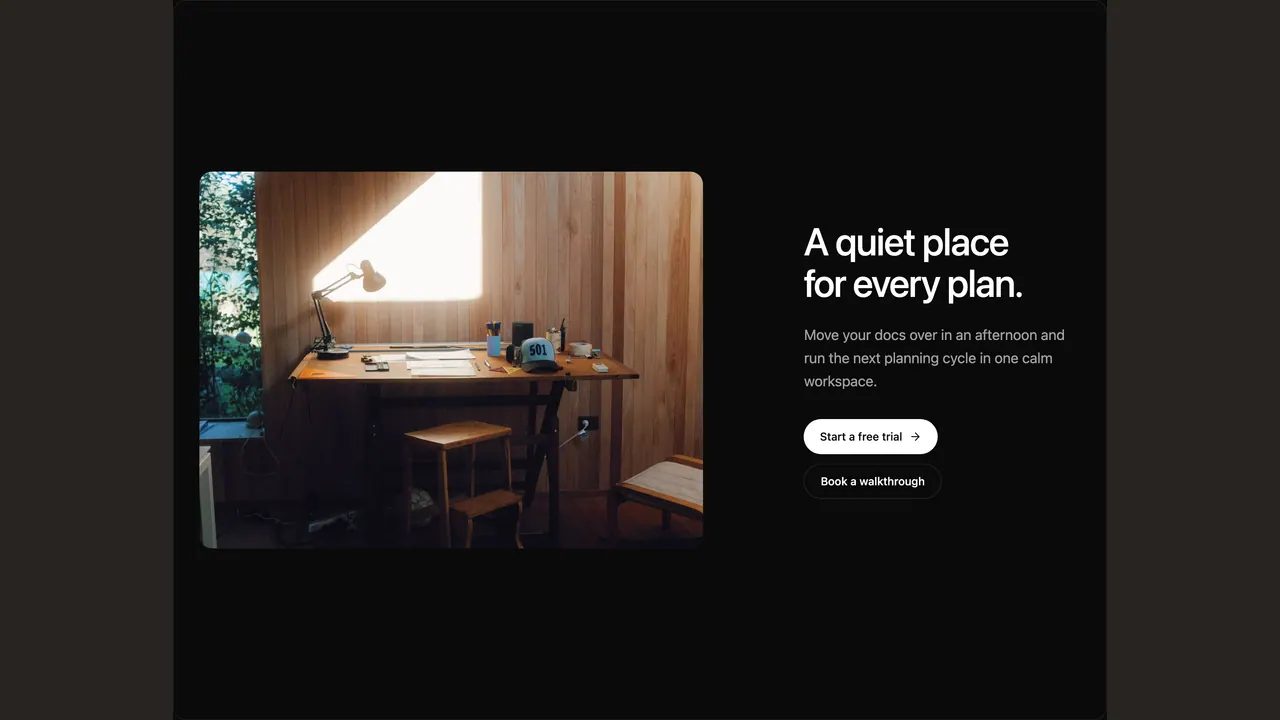 501
A quiet place
for every plan.
Move your docs over in an afternoon and
run the next planning cycle in one calm
workspace.
Start a free trial
Book a walkthrough